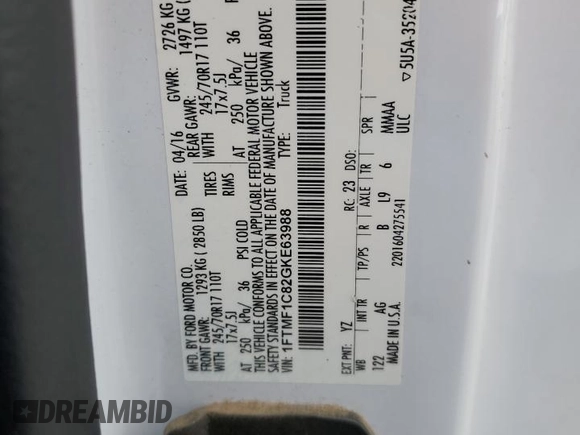 MFD. BY FORD MOTOR CO.
DATE: 04/16 GVWR: 2726 KG
FRONT GAWR: 1293 KG ( 2850 LB)
REAR GAWR: 1497 KG (
WITH 245/70R17 110T TIRES
WITH 245/70R17 110T
17x7.5J RIMS
17x7.5J
AT 250 kPa/ 36 PSI COLD
AT 250 kPa/ 36
THIS VEHICLE CONFORMS TO ALL APPLICABLE FEDERAL MOTOR VEHICLE
SAFETY STANDARDS IN EFFECT ON THE DATE OF MANUFACTURE SHOWN ABOVE.
1FTMF1C82GKE63988
TYPE: Truck
EXT PNT: YZ RC: 23 DSO:
WB INT TR TP/PS R AXLE TR SPR
122 AG B L9 6 MMAA
ULC
MADE IN U.S.A. 2201604275541
▽5U5A-35204
DREAMBID